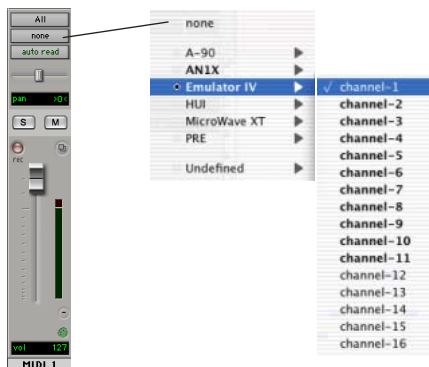 All
none
auto read
pan >0<
S M
rec
vol 127
MIDI 1
none
A-90
AN1X
Emulator IV
HUI
MicroWave XT
PRE
Undefined
✓ channel-1
channel-2
channel-3
channel-4
channel-5
channel-6
channel-7
channel-8
channel-9
channel-10
channel-11
channel-12
channel-13
channel-14
channel-15
channel-16